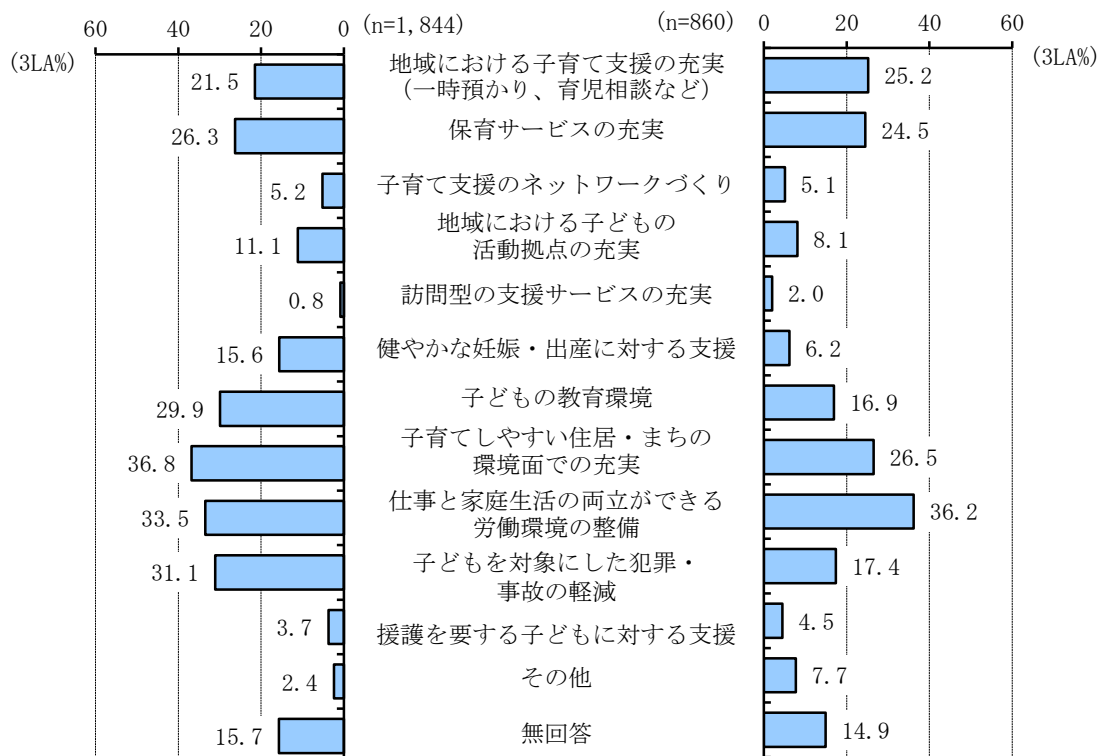 60 40 20 0 (n=1,844) (n=860) 0 20 40 60
(3LA%) (3LA%)
21.5 地域における子育て支援の充実 25.2
(一時預かり、育児相談など)
26.3 保育サービスの充実 24.5
5.2 子育て支援のネットワークづくり 5.1
地域における子どもの
11.1 活動拠点の充実 8.1
0.8 訪問型の支援サービスの充実 2.0
15.6 健やかな妊娠・出産に対する支援 6.2
29.9 子どもの教育環境 16.9
子育てしやすい住居・まちの
36.8 環境面での充実 26.5
仕事と家庭生活の両立ができる
33.5 労働環境の整備 36.2
31.1 子どもを対象にした犯罪・ 17.4
事故の軽減
3.7 援護を要する子どもに対する支援 4.5
2.4 その他 7.7
15.7 無回答 14.9